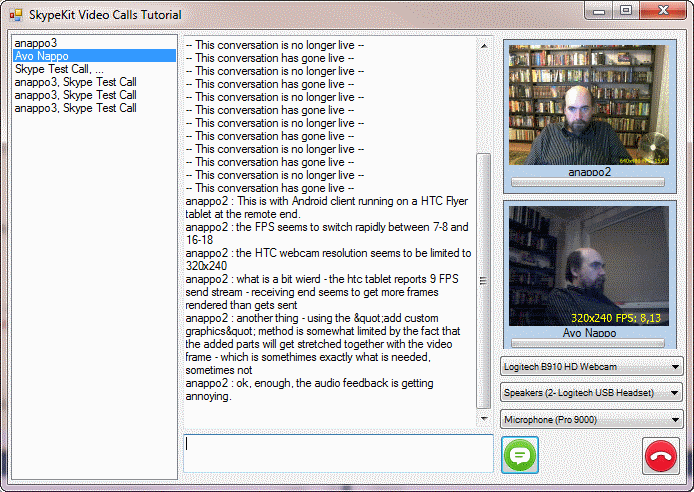 SkypeKit Video Calls Tutorial
anappo3
Avo Nappo
Skype Test Call, ...
anappo3, Skype Test Call
anappo3, Skype Test Call
anappo3, Skype Test Call
-- This conversation is no longer live --
-- This conversation has gone live --
-- This conversation is no longer live --
-- This conversation has gone live --
-- This conversation is no longer live --
-- This conversation has gone live --
-- This conversation is no longer live --
-- This conversation has gone live --
-- This conversation is no longer live --
-- This conversation has gone live --
-- This conversation is no longer live --
-- This conversation has gone live --
anappo2 : This is with Android client running on a HTC Flyer
tablet at the remote end.
anappo2 : the FPS seems to switch rapidly between 7-8 and
16-18
anappo2 : the HTC webcam resolution seems to be limited to
320x240
anappo2 : what is a bit wierd - the htc tablet reports 9 FPS
send stream - receiving end seems to get more frames
rendered than gets sent
anappo2 : another thing - using the &quot;add custom
graphics&quot; method is somewhat limited by the fact that
the added parts will get stretched together with the video
frame - which is somethimes exactly what is needed,
sometimes not
anappo2 : ok, enough, the audio feedback is getting
annoying.
640x480 FPS: 15,87
anappo2
320x240 FPS: 8,13
Avo Nappo
Logitech B910 HD Webcam
Speakers (2- Logitech USB Headset)
Microphone (Pro 9000)